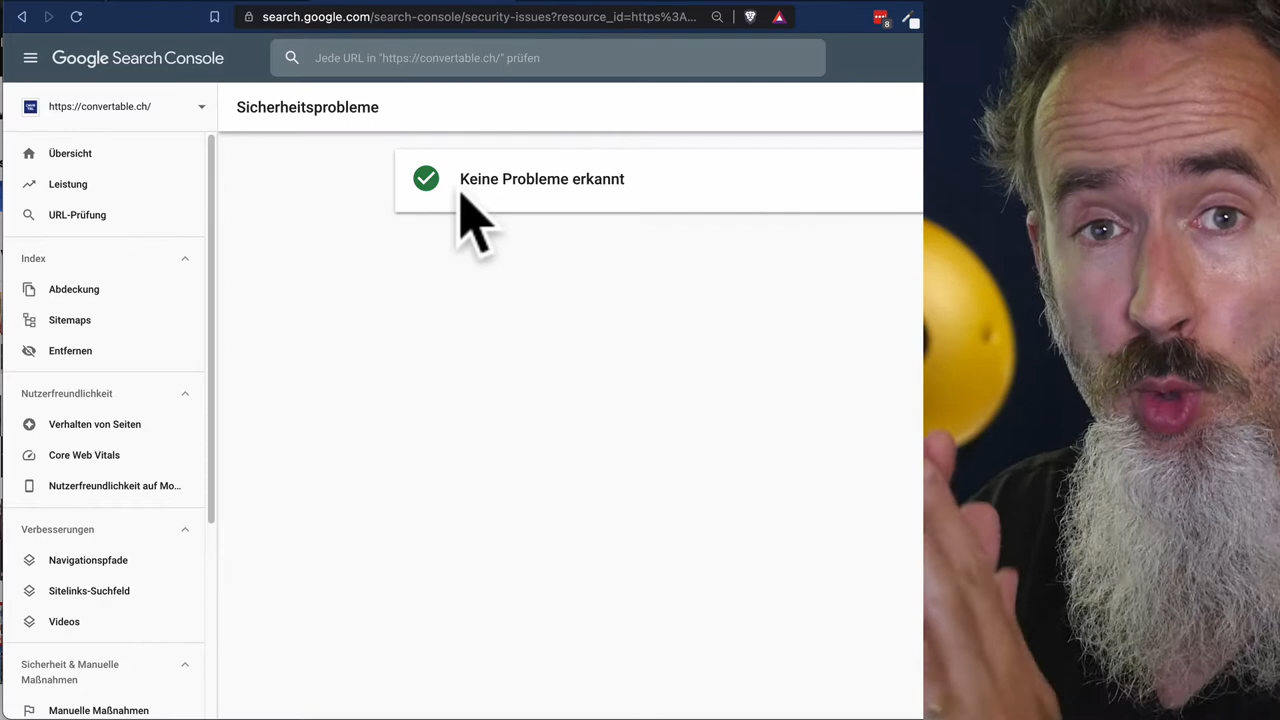 search.google.com/search-console/security-issues?resource_id=https%3A...
8
Google Search Console
Jede URL in "https://convertable.ch/" prüfen
https://convertable.ch/
Sicherheitsprobleme
Übersicht
Keine Probleme erkannt
Leistung
URL-Prüfung
Index
Abdeckung
Sitemaps
Entfernen
Nutzerfreundlichkeit
Verhalten von Seiten
Core Web Vitals
Nutzerfreundlichkeit auf Mo...
Verbesserungen
Navigationspfade
Sitelinks-Suchfeld
Videos
Sicherheit & Manuelle
Maßnahmen
Manuelle Maßnahmen